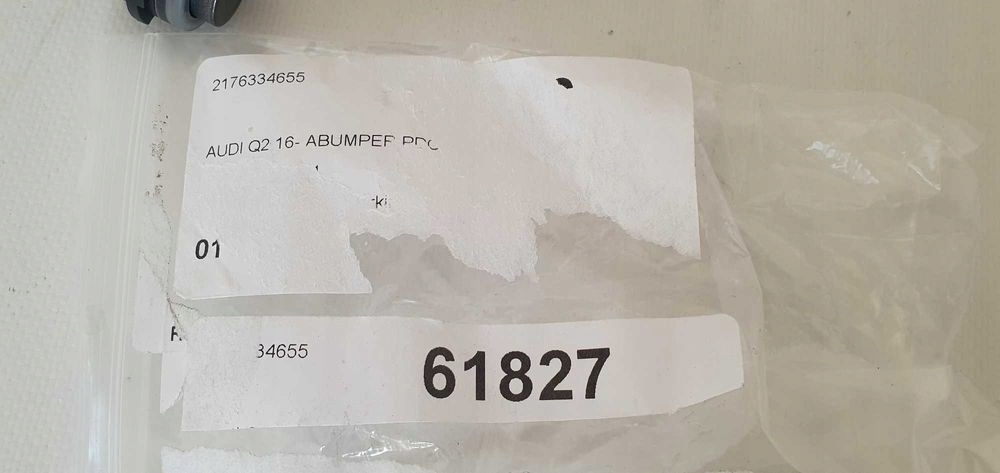 2176334655
AUDI Q2 16- ABUMPER PDC
01
34655
61827